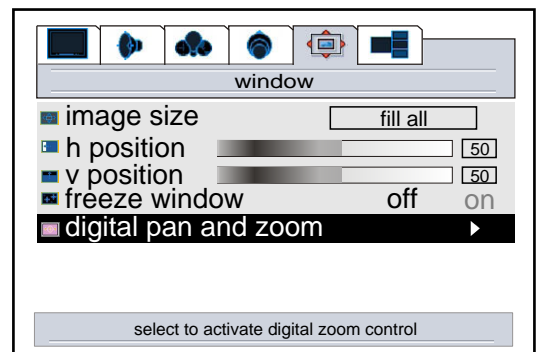 window
image size fill all
h position 50
v position 50
freeze window off on
digital pan and zoom
select to activate digital zoom control